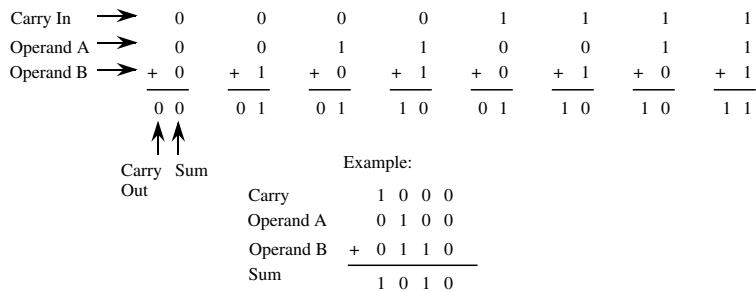 Carry In 0 0 0 0 1 1 1 1
Operand A 0 0 1 1 0 0 1 1
Operand B + 0 + 1 + 0 + 1 + 0 + 1 + 0 + 1
0 0 0 1 0 1 1 0 0 1 1 0 1 0 1 1
Carry Out
Sum
Example:
Carry 1 0 0 0
Operand A 0 1 0 0
Operand B + 0 1 1 0
Sum 1 0 1 0